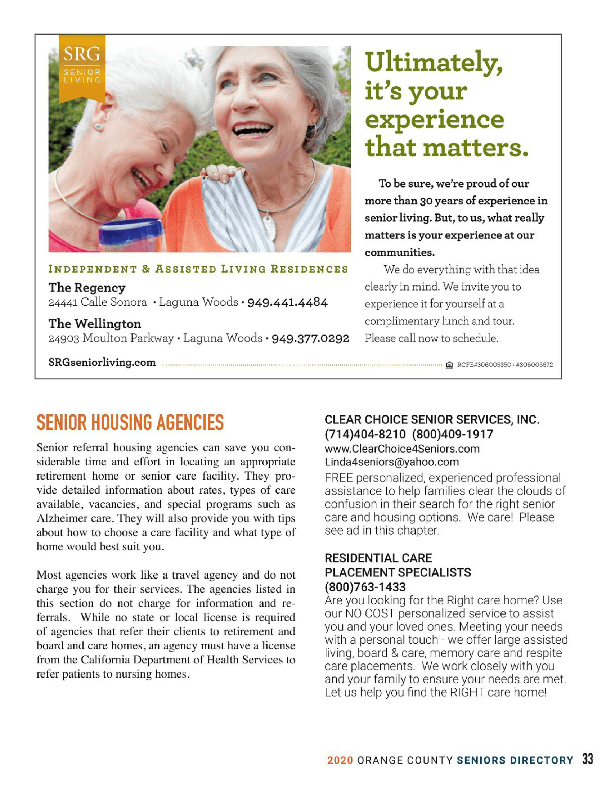 SRG
SENIOR
LIVING
Ultimately,
it's your
experience
that matters.
To be sure, we're proud of our
more than 30 years of experience in
senior living. But, to us, what really
matters is your experience at our
communities.
We do everything with that idea
clearly in mind. We invite you to
experience it for yourself at a
complimentary lunch and tour.
Please call now to schedule.
INDEPENDENT & ASSISTED LIVING RESIDENCES
The Regency
24441 Calle Sonora • Laguna Woods • 949.441.4484
The Wellington
24903 Moulton Parkway • Laguna Woods • 949.377.0292
SRGseniorliving.com
RCFE#306005350 • #306005672
SENIOR HOUSING AGENCIES
Senior referral housing agencies can save you con-
siderable time and effort in locating an appropriate
retirement home or senior care facility. They pro-
vide detailed information about rates, types of care
available, vacancies, and special programs such as
Alzheimer care. They will also provide you with tips
about how to choose a care facility and what type of
home would best suit you.
Most agencies work like a travel agency and do not
charge you for their services. The agencies listed in
this section do not charge for information and re-
ferrals. While no state or local license is required
of agencies that refer their clients to retirement and
board and care homes, an agency must have a license
from the California Department of Health Services to
refer patients to nursing homes.
CLEAR CHOICE SENIOR SERVICES, INC.
(714)404-8210 (800)409-1917
www.ClearChoice4Seniors.com
Linda4seniors@yahoo.com
FREE personalized, experienced professional
assistance to help families clear the clouds of
confusion in their search for the right senior
care and housing options. We care! Please
see ad in this chapter.
RESIDENTIAL CARE
PLACEMENT SPECIALISTS
(800)763-1433
Are you looking for the Right care home? Use
our NO COST personalized service to assist
you and your loved ones. Meeting your needs
with a personal touch - we offer large assisted
living, board & care, memory care and respite
care placements. We work closely with you
and your family to ensure your needs are met.
Let us help you find the RIGHT care home!
2020 ORANGE COUNTY SENIORS DIRECTORY 33